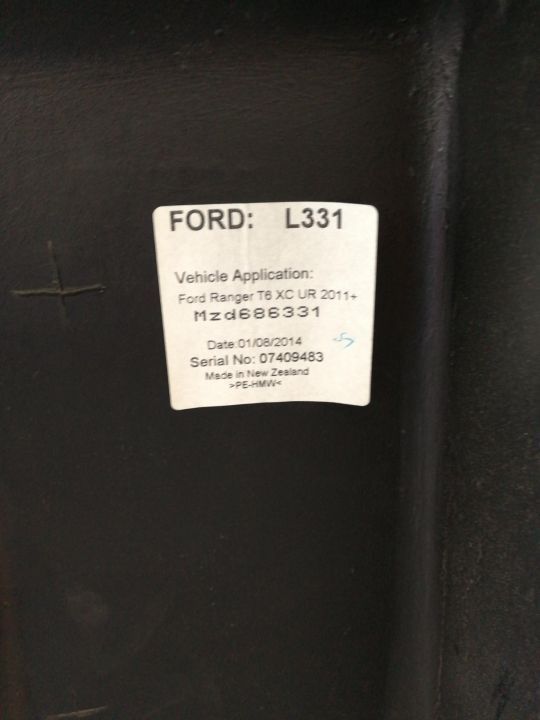 FORD: L331
Vehicle Application:
Ford Ranger T6 XC UR 2011+
Mzd686331
Date:01/08/2014
Serial No: 07409483
Made in New Zealand
>PE-HMW<